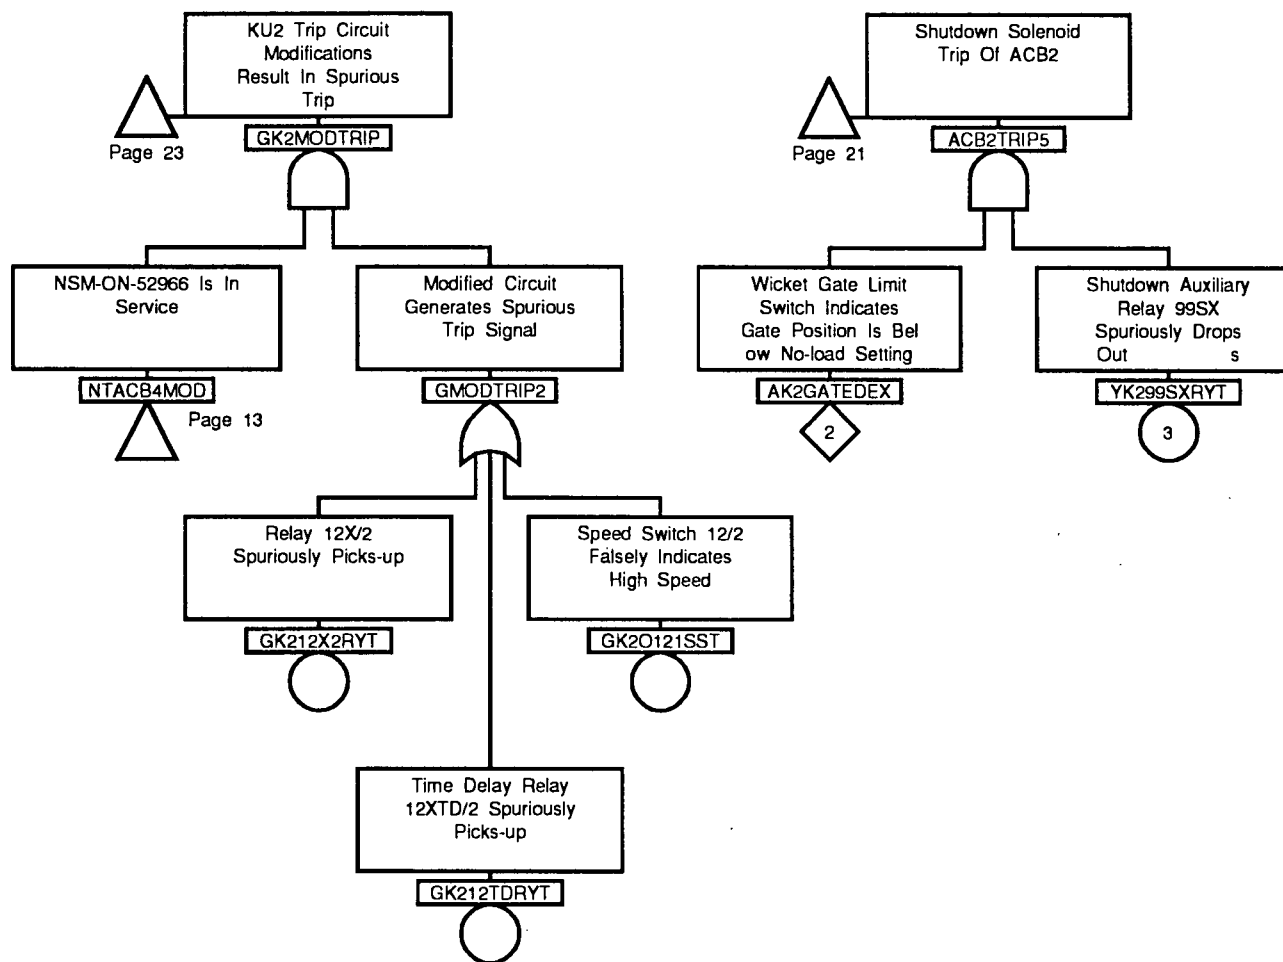 KU2 Trip Circuit
Modifications
Result In Spurious
Trip
Page 23
GK2MODTRIP
Shutdown Solenoid
Trip Of ACB2
Page 21
ACB2TRIP5
NSM-ON-52966 Is In
Service
NTACB4MOD
Page 13
Modified Circuit
Generates Spurious
Trip Signal
GMODTRIP2
Wicket Gate Limit
Switch Indicates
Gate Position Is Bel
ow No-load Setting
AK2GATEDEX
2
Shutdown Auxiliary
Relay 99SX
Spuriously Drops
Out s
YK299SXRYT
3
Relay 12X/2
Spuriously Picks-up
GK212X2RYT
Speed Switch 12/2
Falsely Indicates
High Speed
GK2O121SST
Time Delay Relay
12XTD/2 Spuriously
Picks-up
GK212TDRYT